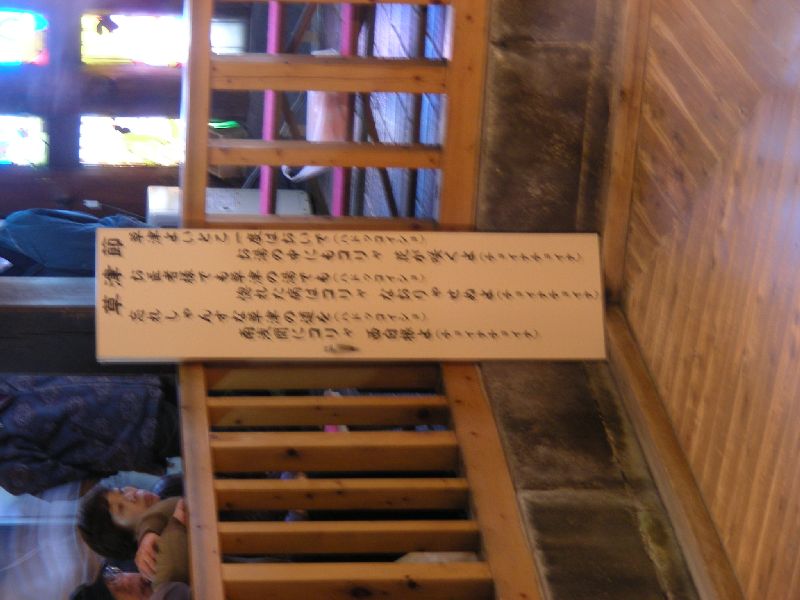 草津節
草津よいとこ一度はおいで(ハドッコイショ)
お湯の中にもコリャ花が咲くよ(チョイナチョイナ)
お医者様でも草津の湯でも(ハドッコイショ)
惚れた病はコリャなおりゃせぬよ(チョイナチョイナ)
忘れしゃんすな草津の道を(ハドッコイショ)
南浅間にコリャ西白根よ(チョイナチョイナ)